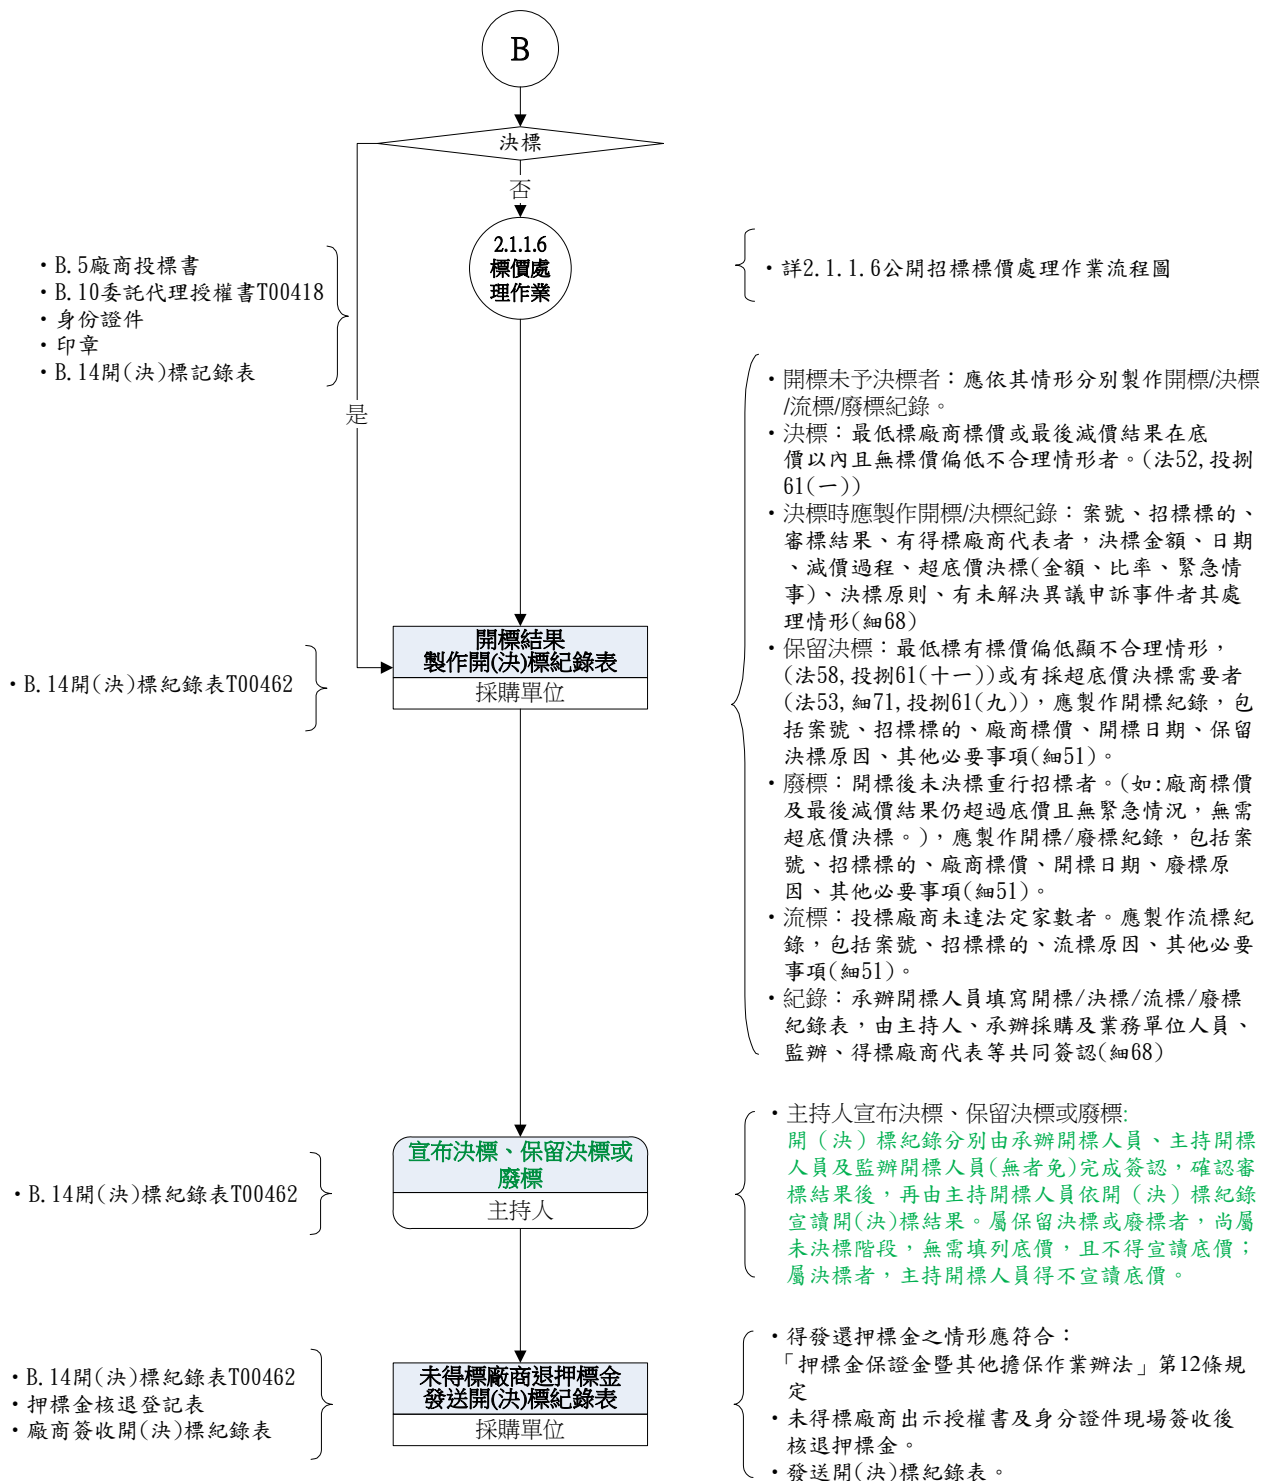 B
決標
否
2.1.1.6
標價處
理作業
是
・B.5廠商投標書
・B.10委託代理授權書T00418
・身份證件
・印章
・B.14開(決)標記錄表
・詳2.1.1.6公開招標標價處理作業流程圖
・開標未予決標者：應依其情形分別製作開標/決標
/流標/廢標紀錄。
・決標：最低標廠商標價或最後減價結果在底
價以內且無標價偏低不合理情形者。(法52,投捌
61(一))
・決標時應製作開標/決標紀錄：案號、招標標的、
審標結果、有得標廠商代表者，決標金額、日期
、減價過程、超底價決標(金額、比率、緊急情
事)、決標原則、有未解決異議申訴事件者其處
理情形(細68)
・保留決標：最低標有標價偏低顯不合理情形，
(法58,投捌61(十一))或有採超底價決標需要者
(法53,細71,投捌61(九))，應製作開標紀錄，包
括案號、招標標的、廠商標價、開標日期、保留
決標原因、其他必要事項(細51)。
・廢標：開標後未決標重行招標者。(如:廠商標價
及最後減價結果仍超過底價且無緊急情況，無需
超底價決標。)，應製作開標/廢標紀錄，包括案
號、招標標的、廠商標價、開標日期、廢標原
因、其他必要事項(細51)。
・流標：投標廠商未達法定家數者。應製作流標紀
錄，包括案號、招標標的、流標原因、其他必要
事項(細51)。
・紀錄：承辦開標人員填寫開標/決標/流標/廢標
紀錄表，由主持人、承辦採購及業務單位人員、
監辦、得標廠商代表等共同簽認(細68)
開標結果
製作開(決)標紀錄表
採購單位
・B.14開(決)標紀錄表T00462
宣布決標、保留決標或
廢標
主持人
・B.14開(決)標紀錄表T00462
・主持人宣布決標、保留決標或廢標:
開（決）標紀錄分別由承辦開標人員、主持開標
人員及監辦開標人員(無者免)完成簽認，確認審
標結果後，再由主持開標人員依開（決）標紀錄
宣讀開(決)標結果。屬保留決標或廢標者，尚屬
未決標階段，無需填列底價，且不得宣讀底價；
屬決標者，主持開標人員得不宣讀底價。
未得標廠商退押標金
發送開(決)標紀錄表
採購單位
・B.14開(決)標紀錄表T00462
・押標金核退登記表
・廠商簽收開(決)標紀錄表
・得發還押標金之情形應符合：
「押標金保證金暨其他擔保作業辦法」第12條規
定
・未得標廠商出示授權書及身分證件現場簽收後
核退押標金。
・發送開(決)標紀錄表。